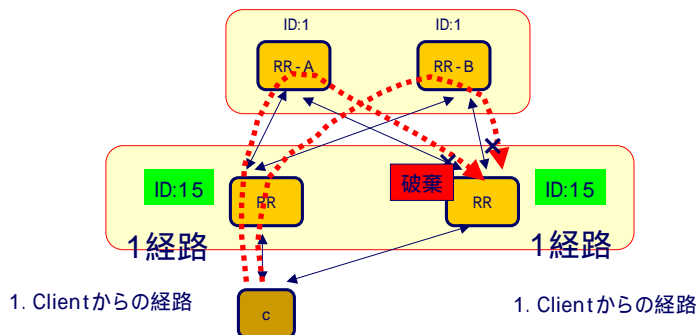 ID:1
ID:1
RR-A
RR-B
ID:15
RR
破棄
RR
ID:15
1経路
1経路
1. Clientからの経路
c
1. Clientからの経路